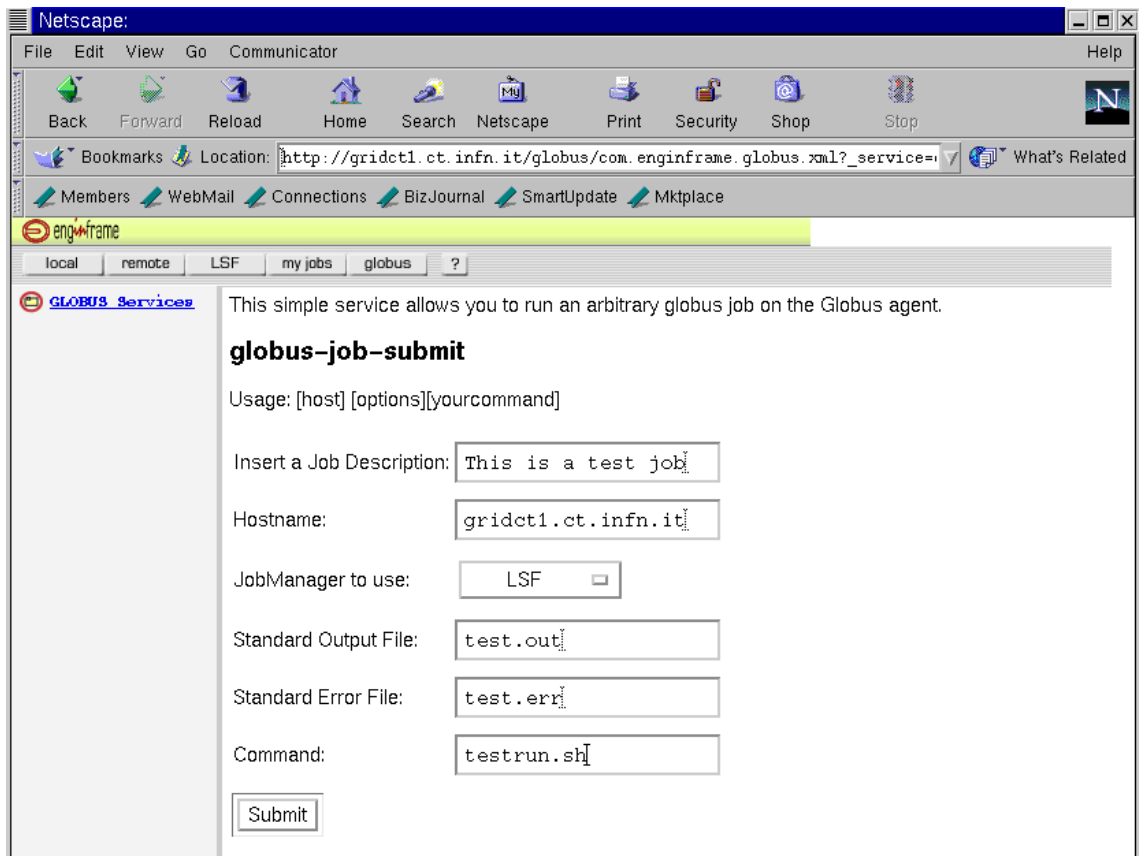 Netscape:
File Edit View Go Communicator Help
Back Forward Reload Home Search Netscape Print Security Shop Stop
My
N
Bookmarks Location: http://gridct1.ct.infn.it/globus/com.enginframe.globus.xml?_service= What's Related
Members WebMail Connections BizJournal SmartUpdate Mktplace
enginframe
local remote LSF my jobs globus ?
GLOBUS Services
This simple service allows you to run an arbitrary globus job on the Globus agent.
globus-job-submit
Usage: [host] [options][yourcommand]
Insert a Job Description: This is a test job
Hostname: gridct1.ct.infn.it
JobManager to use: LSF
Standard Output File: test.out
Standard Error File: test.err
Command: testrun.sh
Submit